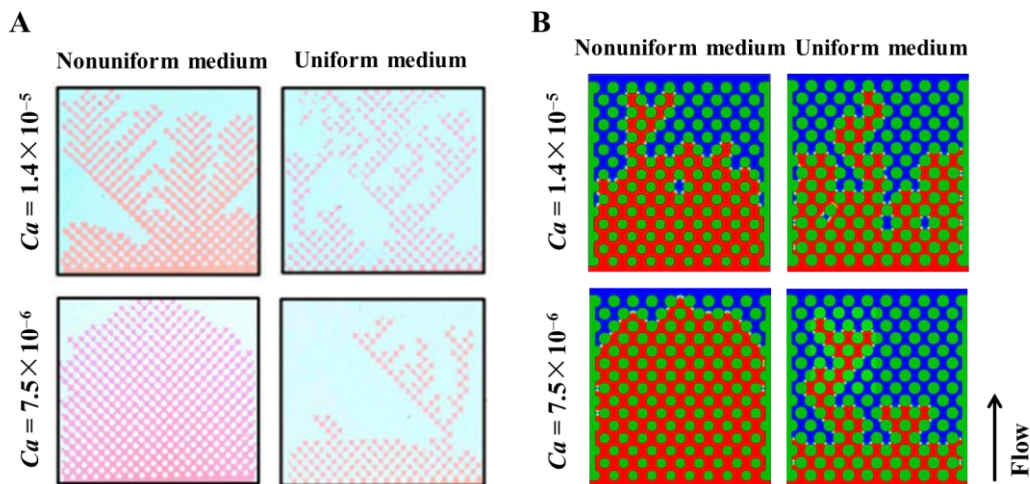 A
B
Nonuniform medium
Uniform medium
Nonuniform medium
Uniform medium
Ca = 1.4 × 10⁻⁵
Ca = 1.4 × 10⁻⁵
Ca = 7.5 × 10⁻⁶
Ca = 7.5 × 10⁻⁶
Flow